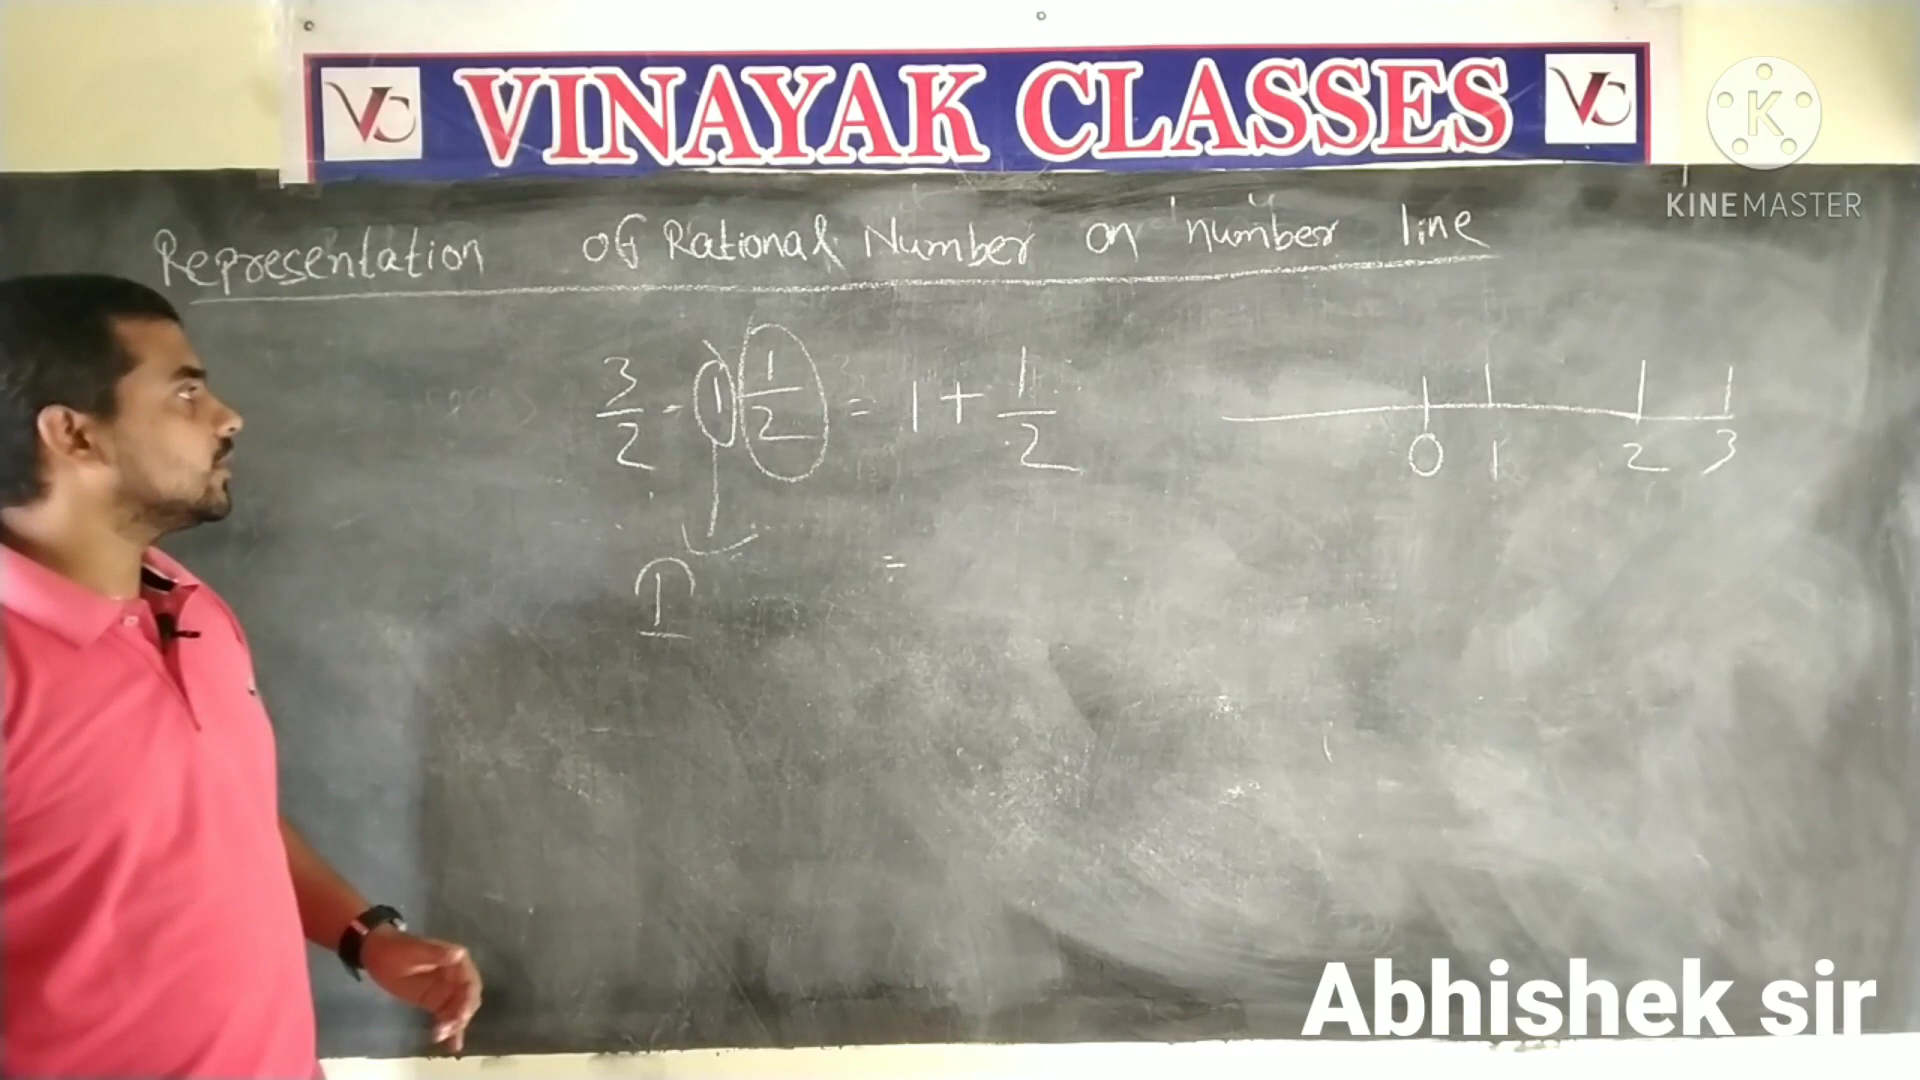 VC VINAYAK CLASSES VC
K
KINEMASTER
Representation of Rational Number on number line
3/2 = 1 1/2 = 1 + 1/2
0 1 2 3
I =
Abhishek sir